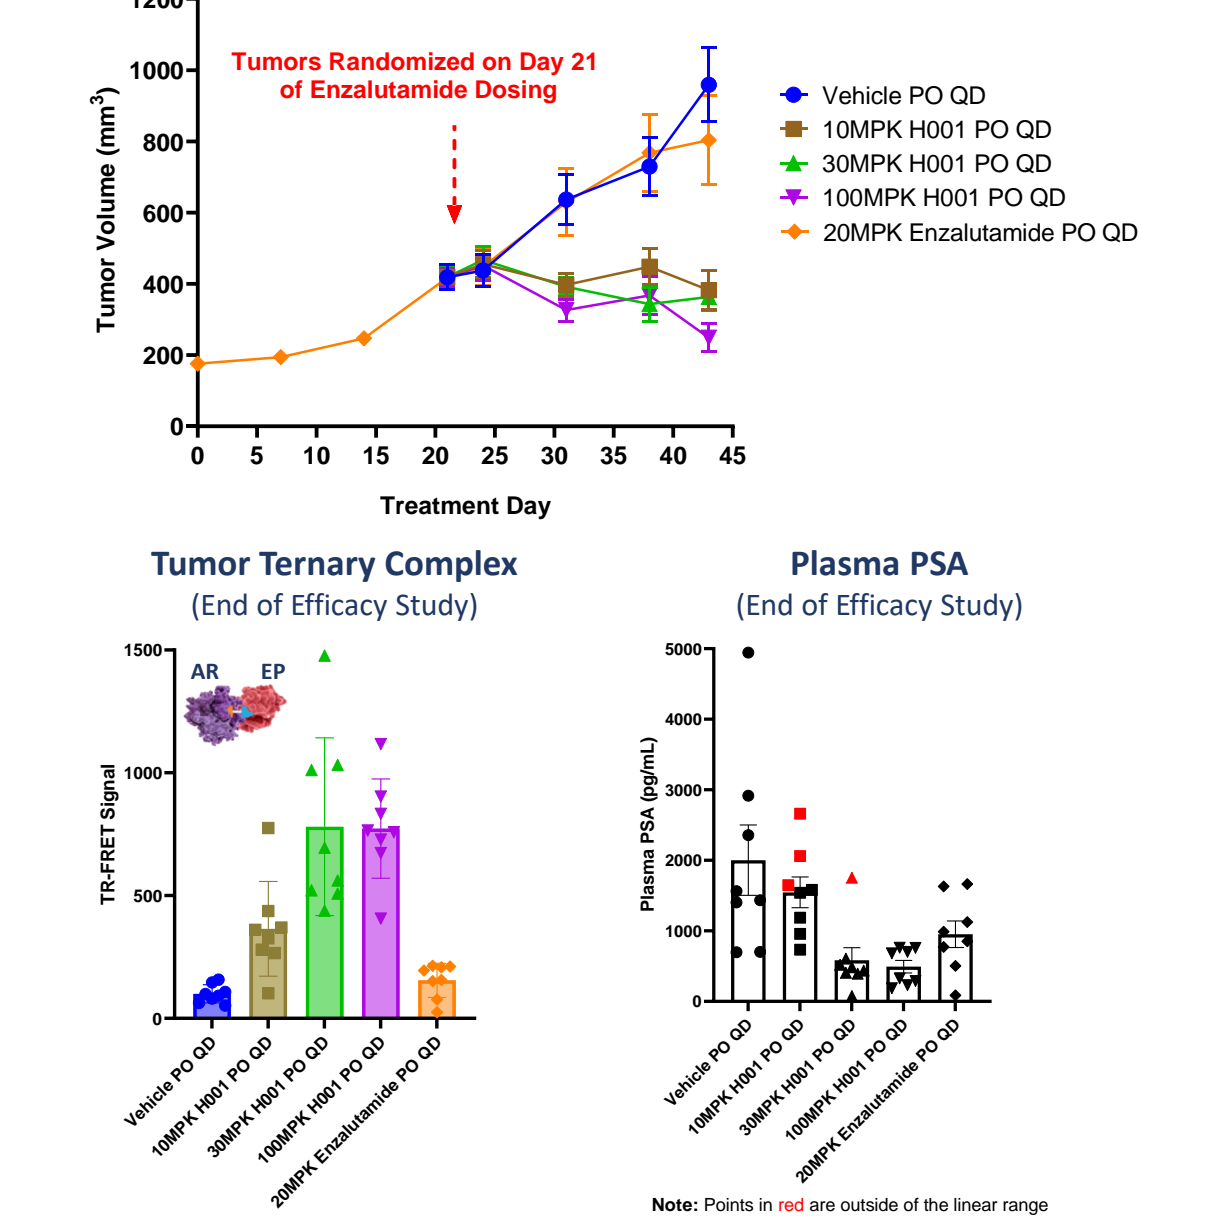 1200
Tumors Randomized on Day 21
of Enzalutamide Dosing
1000
800
600
400
200
0
Tumor Volume (mm3)
0 5 10 15 20 25 30 35 40 45
Treatment Day
Vehicle PO QD
10MPK H001 PO QD
30MPK H001 PO QD
100MPK H001 PO QD
20MPK Enzalutamide PO QD
Tumor Ternary Complex
(End of Efficacy Study)
AR EP
1500
1000
500
0
TR-FRET Signal
Vehicle PO QD
10MPK H001 PO QD
30MPK H001 PO QD
100MPK H001 PO QD
20MPK Enzalutamide PO QD
Plasma PSA
(End of Efficacy Study)
5000
4000
3000
2000
1000
0
Plasma PSA (pg/mL)
Vehicle PO QD
10MPK H001 PO QD
30MPK H001 PO QD
100MPK H001 PO QD
20MPK Enzalutamide PO QD
Note: Points in red are outside of the linear range